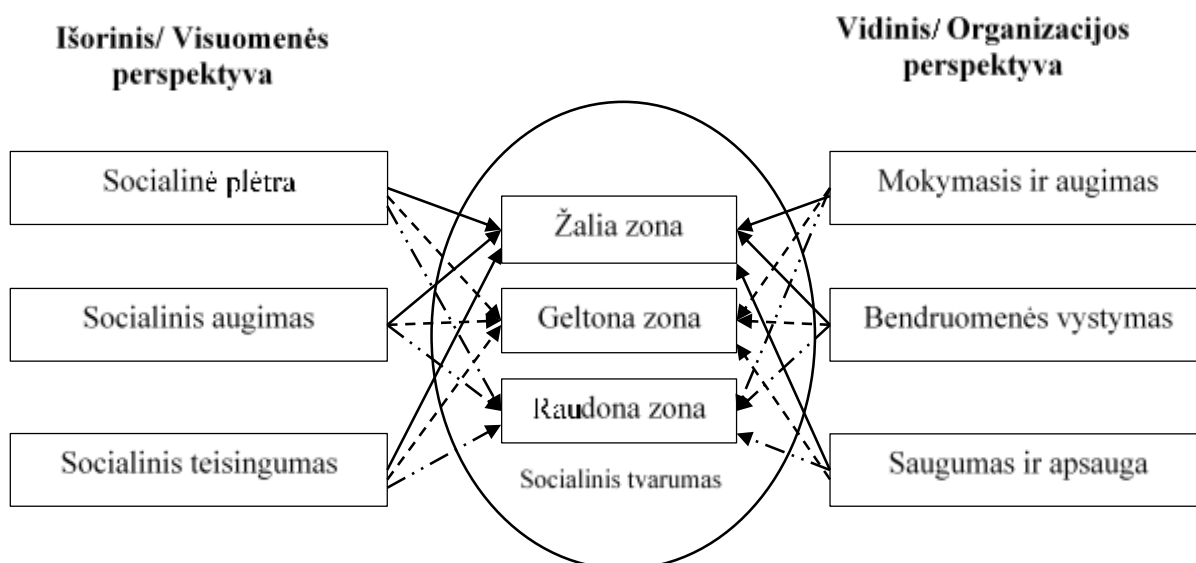 Išorinis/ Visuomenės
perspektyva
Vidinis/ Organizacijos
perspektyva
Socialinė plėtra
Socialinis augimas
Socialinis teisingumas
Žalia zona
Geltona zona
Raudona zona
Socialinis tvarumas
Mokymasis ir augimas
Bendruomenės vystymas
Saugumas ir apsauga